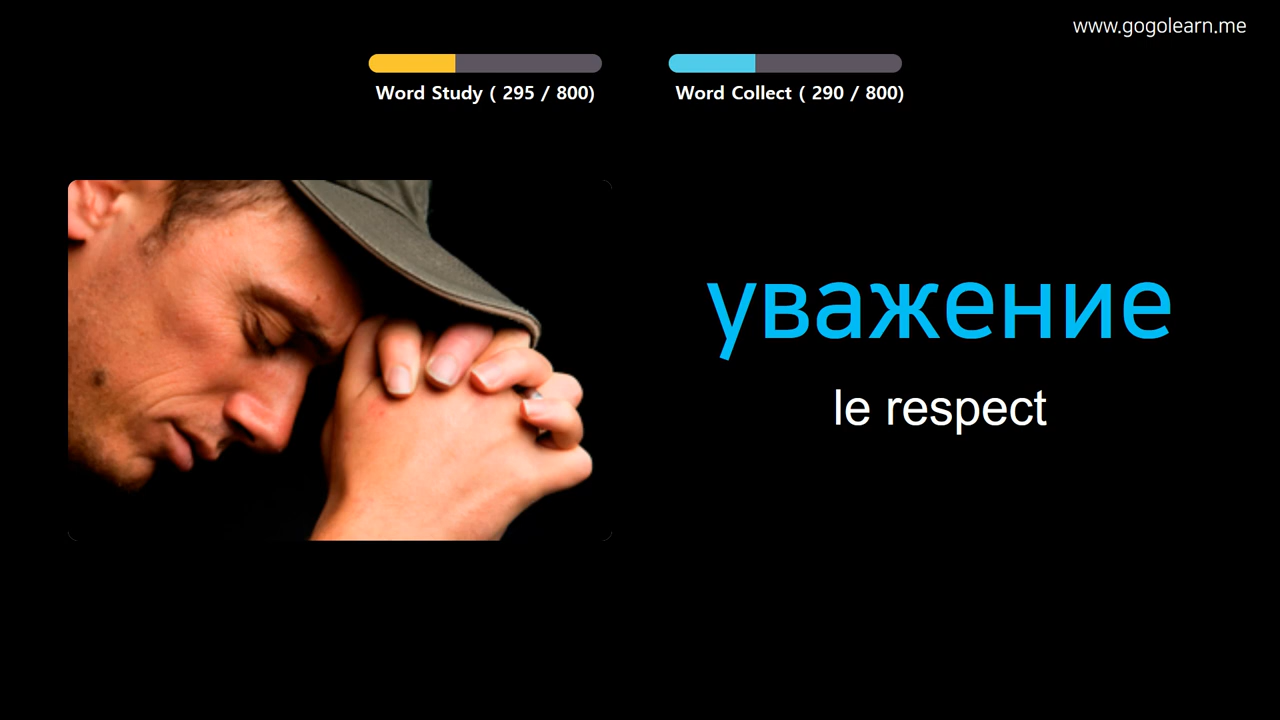 www.gogolearn.me
Word Study ( 295 / 800)
Word Collect ( 290 / 800)
уважение
le respect